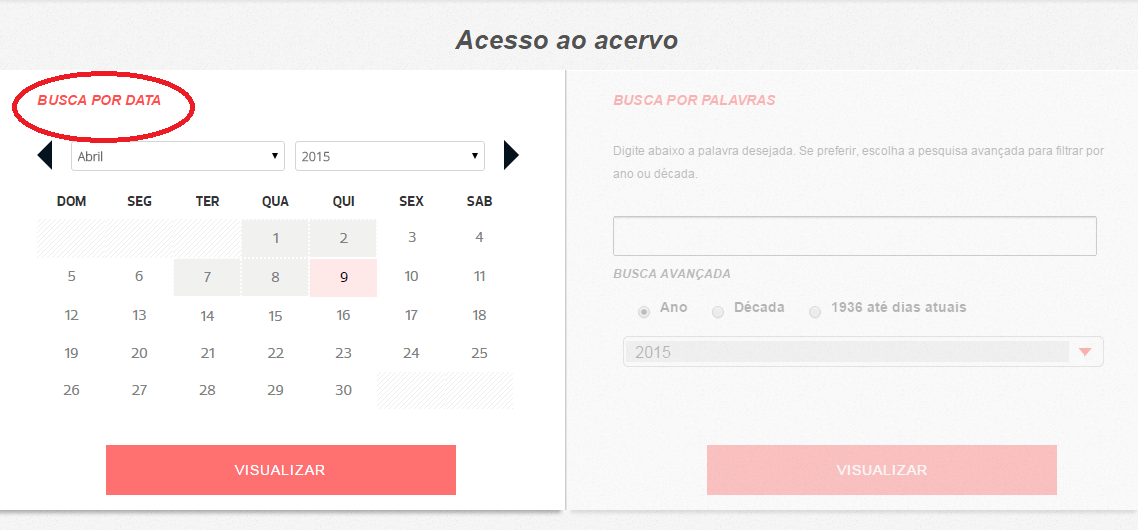 Acesso ao acervo
BUSCA POR DATA
Abril 2015
DOM SEG TER QUA QUI SEX SAB
1 2 3 4
5 6 7 8 9 10 11
12 13 14 15 16 17 18
19 20 21 22 23 24 25
26 27 28 29 30
VISUALIZAR
BUSCA POR PALAVRAS
Digite abaixo a palavra desejada. Se preferir, escolha a pesquisa avançada para filtrar por
ano ou década.
BUSCA AVANÇADA
Ano Década 1936 até dias atuais
2015
VISUALIZAR